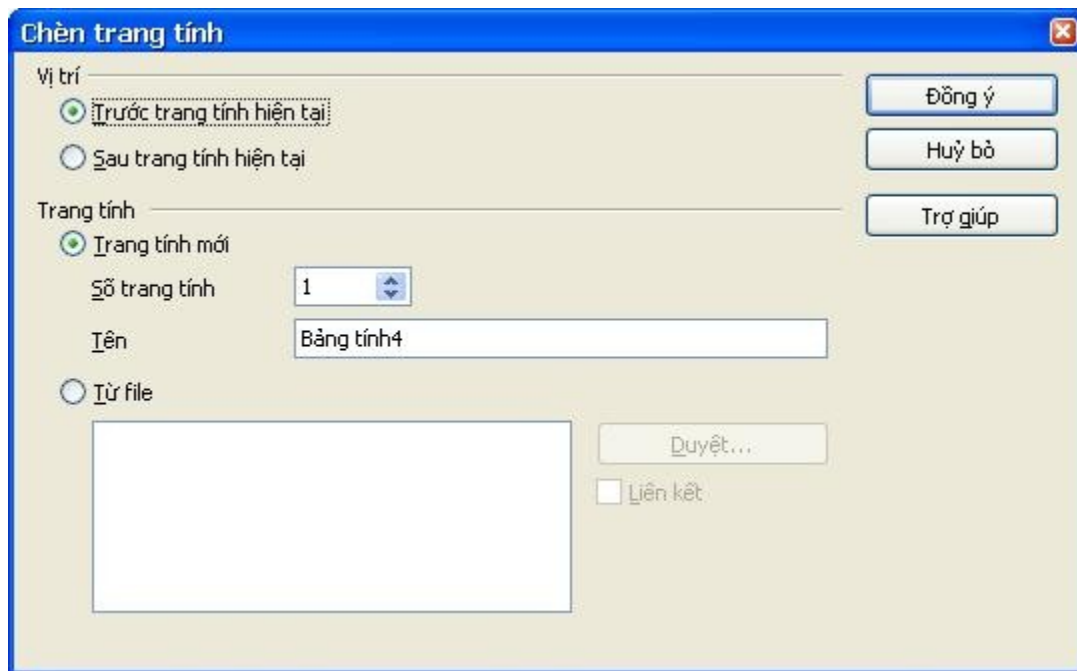 Chèn trang tính
Vị trí
Trước trang tính hiện tại
Sau trang tính hiện tại
Đồng ý
Huỷ bỏ
Trợ giúp
Trang tính
Trang tính mới
Số trang tính 1
Tên Bảng tính4
Từ file
Duyệt...
Liên kết